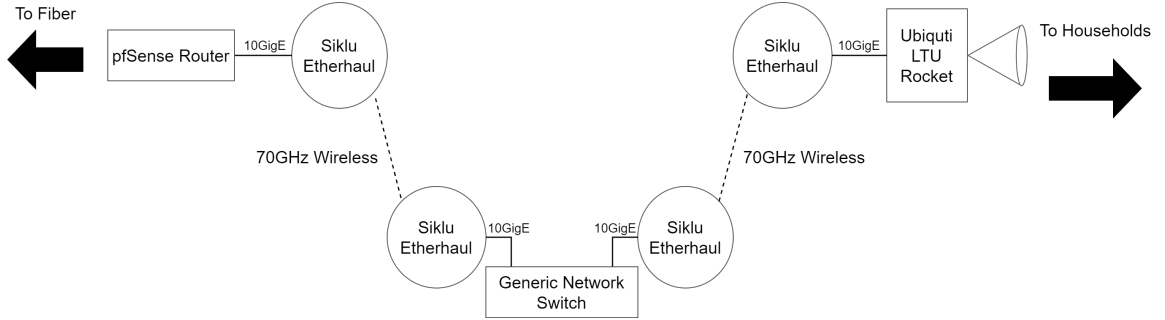 To Fiber
pfSense Router
10GigE
Siklu
Etherhaul
70GHz Wireless
Siklu
Etherhaul
10GigE
Generic Network
Switch
10GigE
Siklu
Etherhaul
70GHz Wireless
Siklu
Etherhaul
10GigE
Ubiquti
LTU
Rocket
To Households